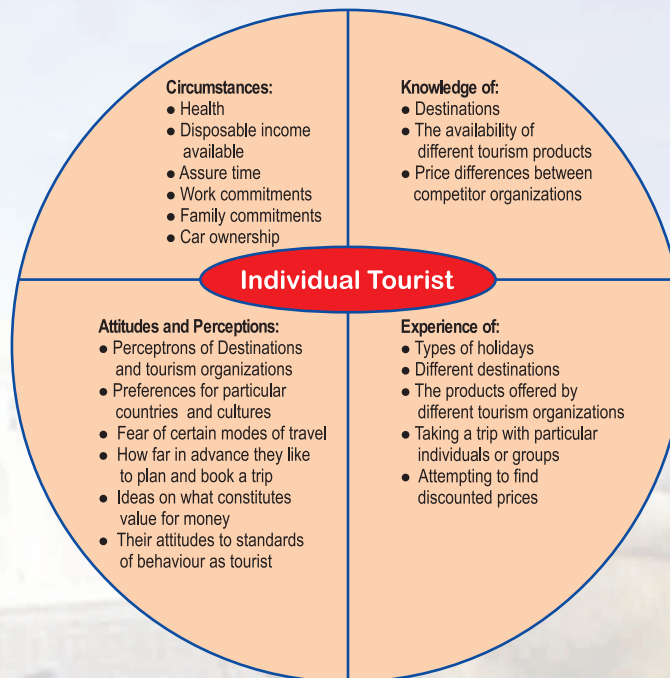 Circumstances:
● Health
● Disposable income
available
● Assure time
● Work commitments
● Family commitments
● Car ownership
Knowledge of:
● Destinations
● The availability of
different tourism products
● Price differences between
competitor organizations
Individual Tourist
Attitudes and Perceptions:
● Perceptrons of Destinations
and tourism organizations
● Preferences for particular
countries and cultures
● Fear of certain modes of travel
● How far in advance they like
to plan and book a trip
● Ideas on what constitutes
value for money
● Their attitudes to standards
of behaviour as tourist
Experience of:
● Types of holidays
● Different destinations
● The products offered by
different tourism organizations
● Taking a trip with particular
individuals or groups
● Attempting to find
discounted prices